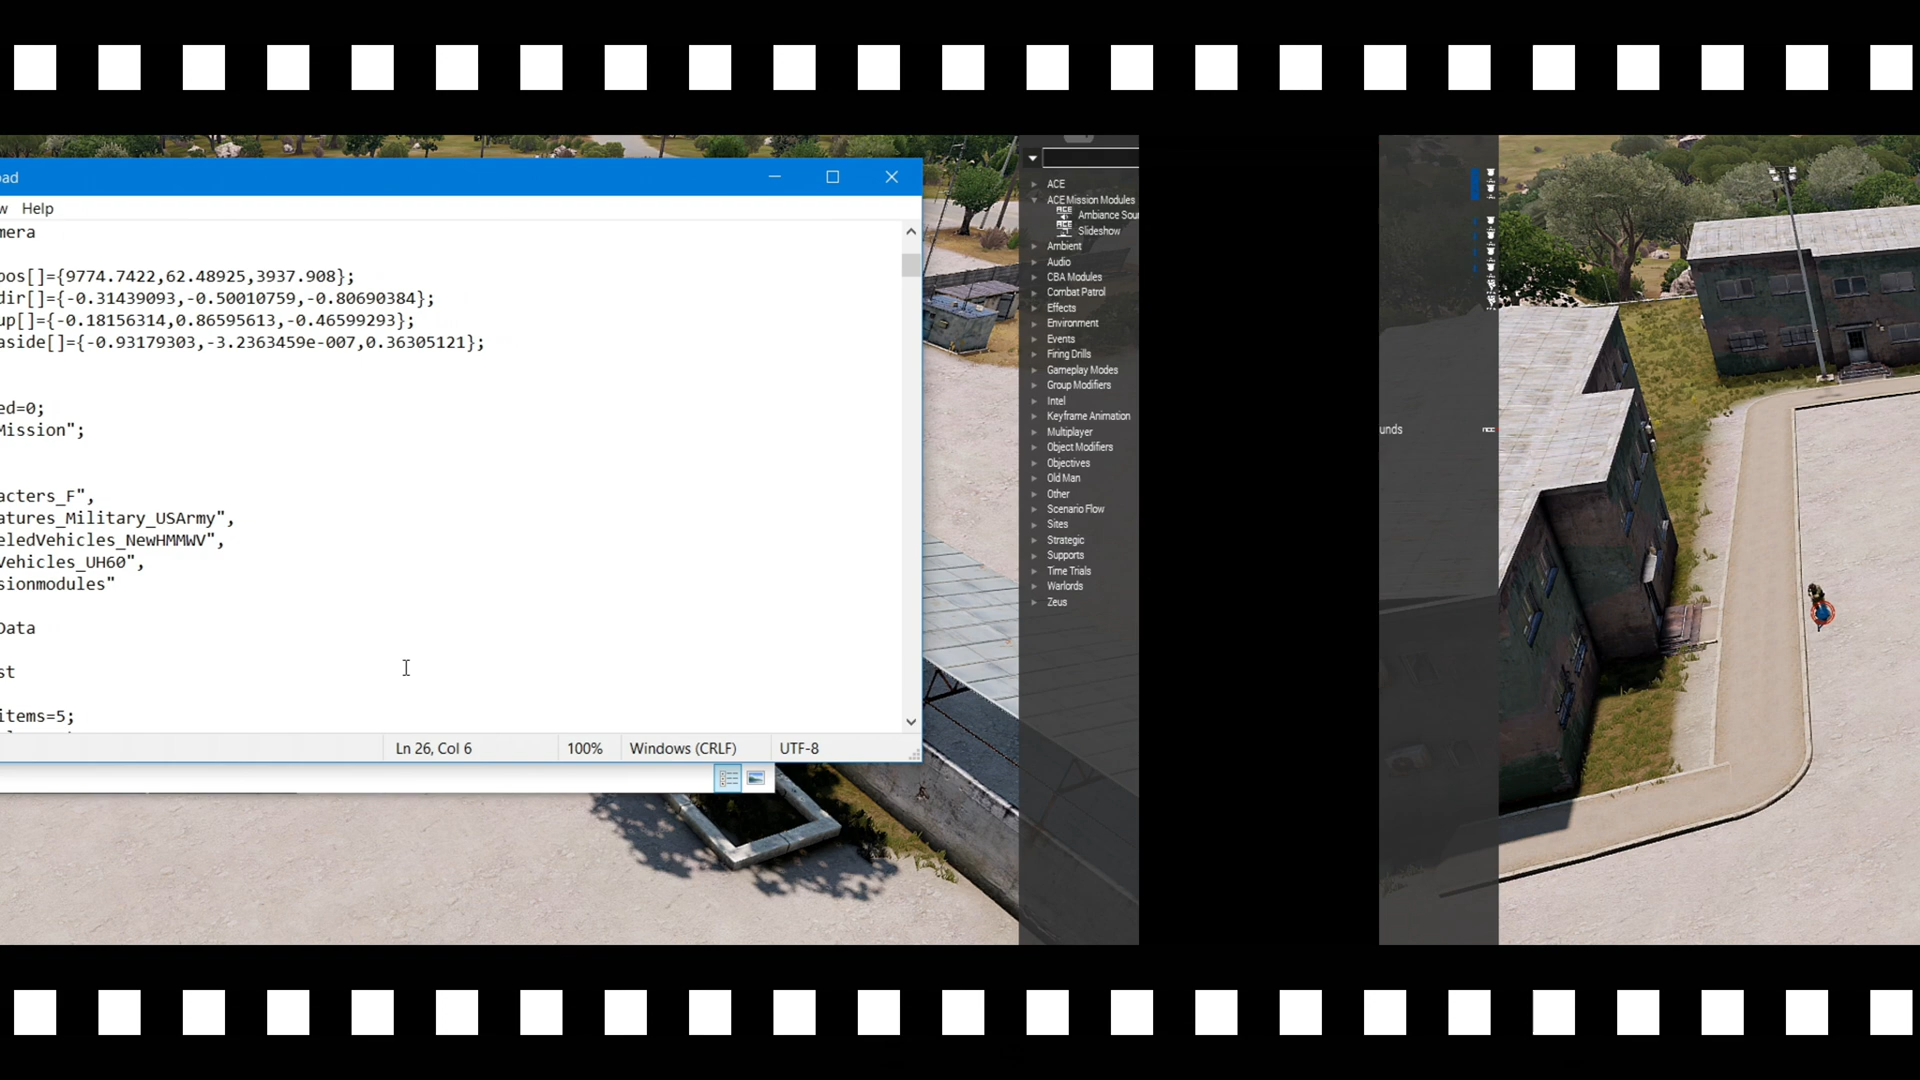 ad
Help
mera
pos[]={9774.7422,62.48925,3937.908};
dir[]={-0.31439093,-0.50010759,-0.80690384};
up[]={-0.18156314,0.86595613,-0.46599293};
aside[]={-0.93179303,-3.2363459e-007,0.36305121};
ed=0;
Mission";
acters_F",
atures_Military_USArmy",
eledVehicles_NewHMMWV",
Vehicles_UH60",
sionmodules"
Data
st
items=5;
Ln 26, Col 6
100%
Windows (CRLF)
UTF-8
ACE
ACE Mission Modules
Ambiance Sou
Slideshow
Ambient
Audio
CBA Modules
Combat Patrol
Effects
Environment
Events
Firing Drills
Gameplay Modes
Group Modifiers
Intel
Keyframe Animation
Multiplayer
Object Modifiers
Objectives
Old Man
Other
Scenario Flow
Sites
Strategic
Supports
Time Trials
Warlords
Zeus
unds